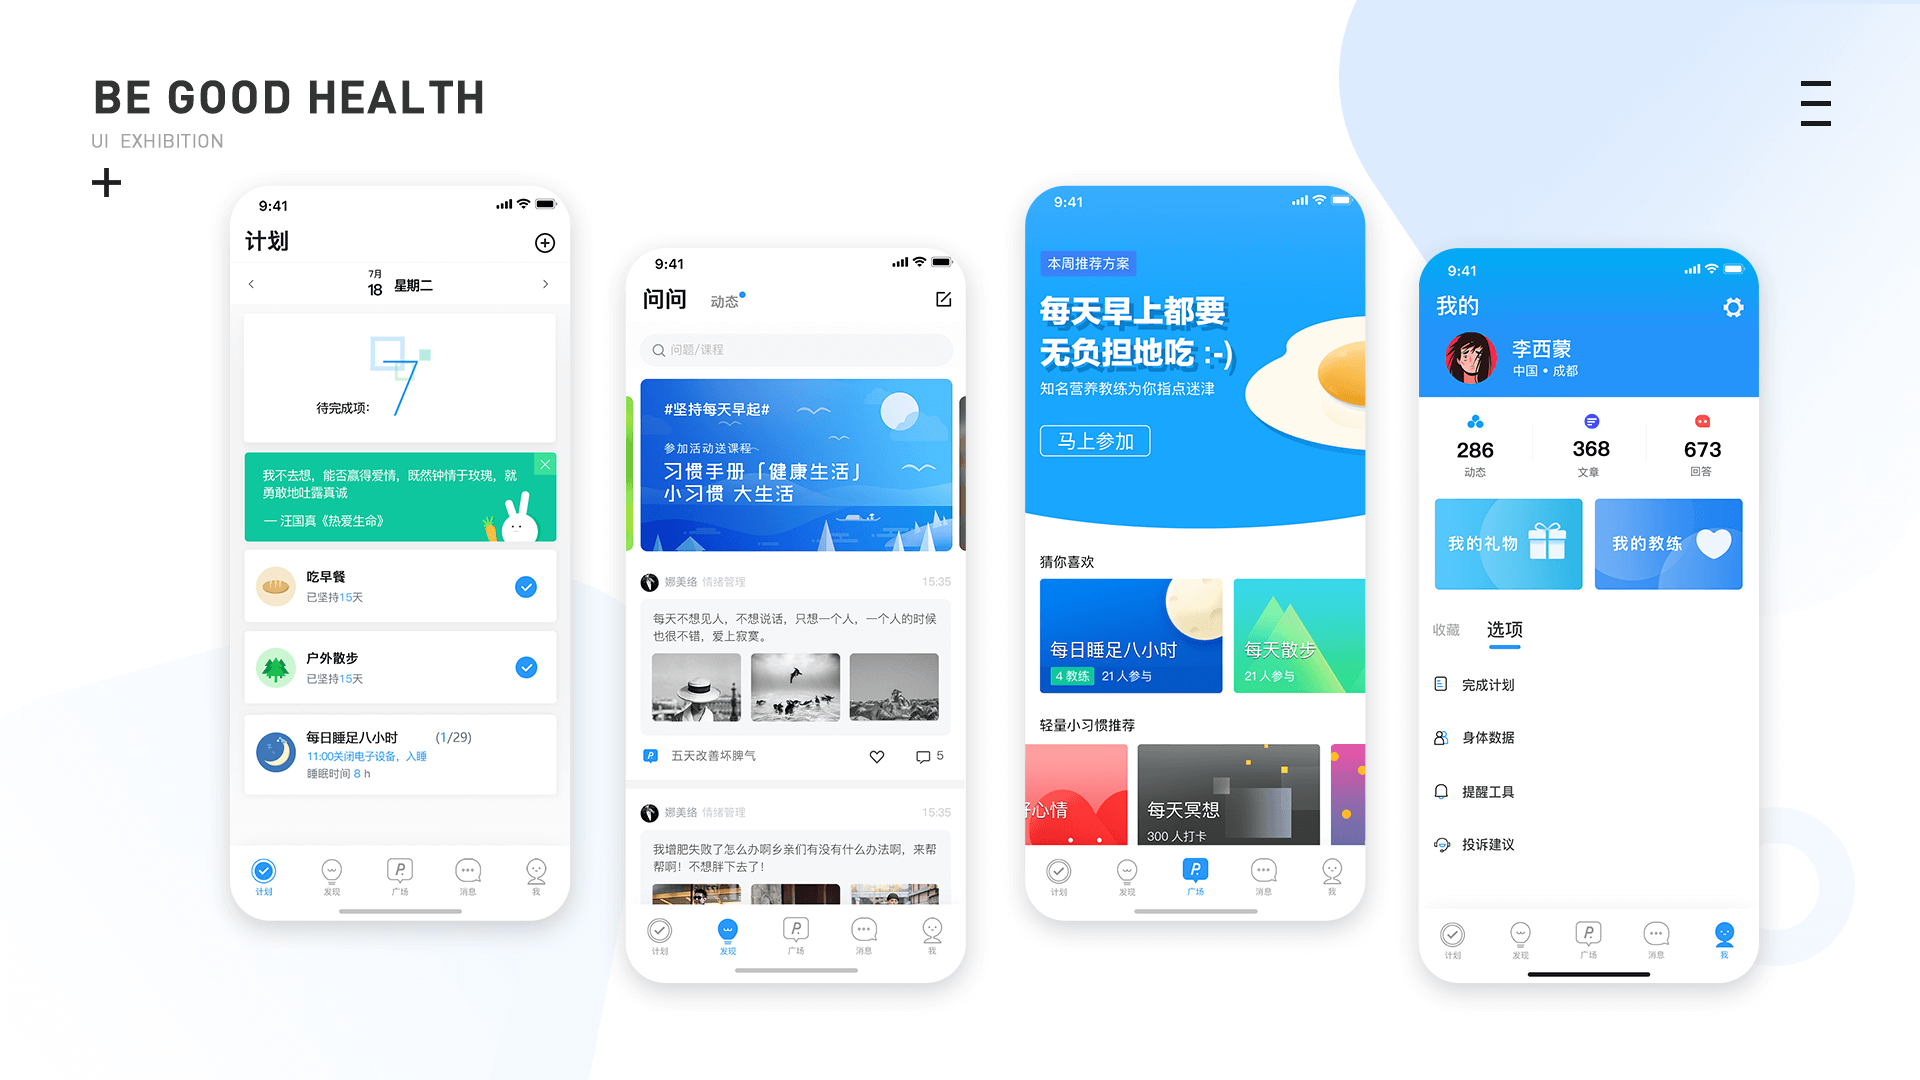 BE GOOD HEALTH
UI EXHIBITION
9:41
计划
7月
18 星期二
7
待完成项:
我不去想，能否赢得爱情，既然钟情于玫瑰，就
勇敢地吐露真诚
— 汪国真《热爱生命》
吃早餐
已坚持15天
户外散步
已坚持15天
每日睡足八小时 (1/29)
11:00关闭电子设备，入睡
睡眠时间 8 h
计划 发现 广场 消息 我
9:41
问问 动态
问题/课程
#坚持每天早起#
参加活动送课程
习惯手册「健康生活」
小习惯 大生活
娜美络 情绪管理 15:35
每天不想见人，不想说话，只想一个人，一个人的时候
也很不错，爱上寂寞。
五天改善坏脾气 5
娜美络 情绪管理 15:35
我增肥失败了怎么办啊乡亲们有没有什么办法啊，来帮
帮啊！不想胖下去了！
计划 发现 广场 消息 我
9:41
本周推荐方案
每天早上都要
无负担地吃 :-)
知名营养教练为你指点迷津
马上参加
猜你喜欢
每日睡足八小时
4 教练 21 人参与
每天散步
21 人参与
轻量小习惯推荐
好心情
每天冥想
300 人打卡
计划 发现 广场 消息 我
9:41
我的
李西蒙
中国 • 成都
286 368 673
动态 文章 回答
我的礼物 我的教练
收藏 选项
完成计划
身体数据
提醒工具
投诉建议
计划 发现 广场 消息 我